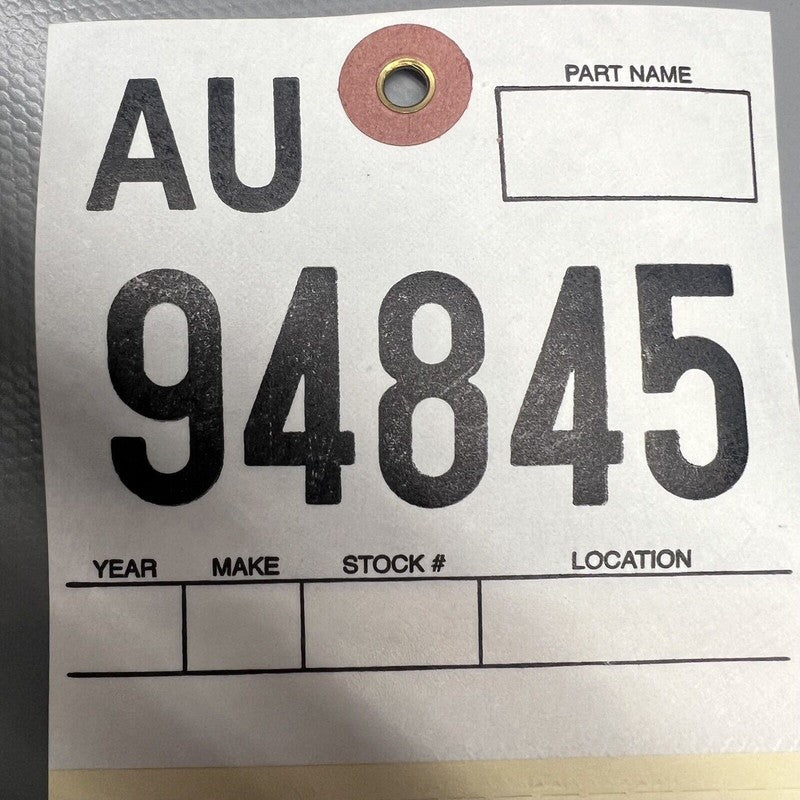 AU
PART NAME
94845
YEAR MAKE STOCK # LOCATION